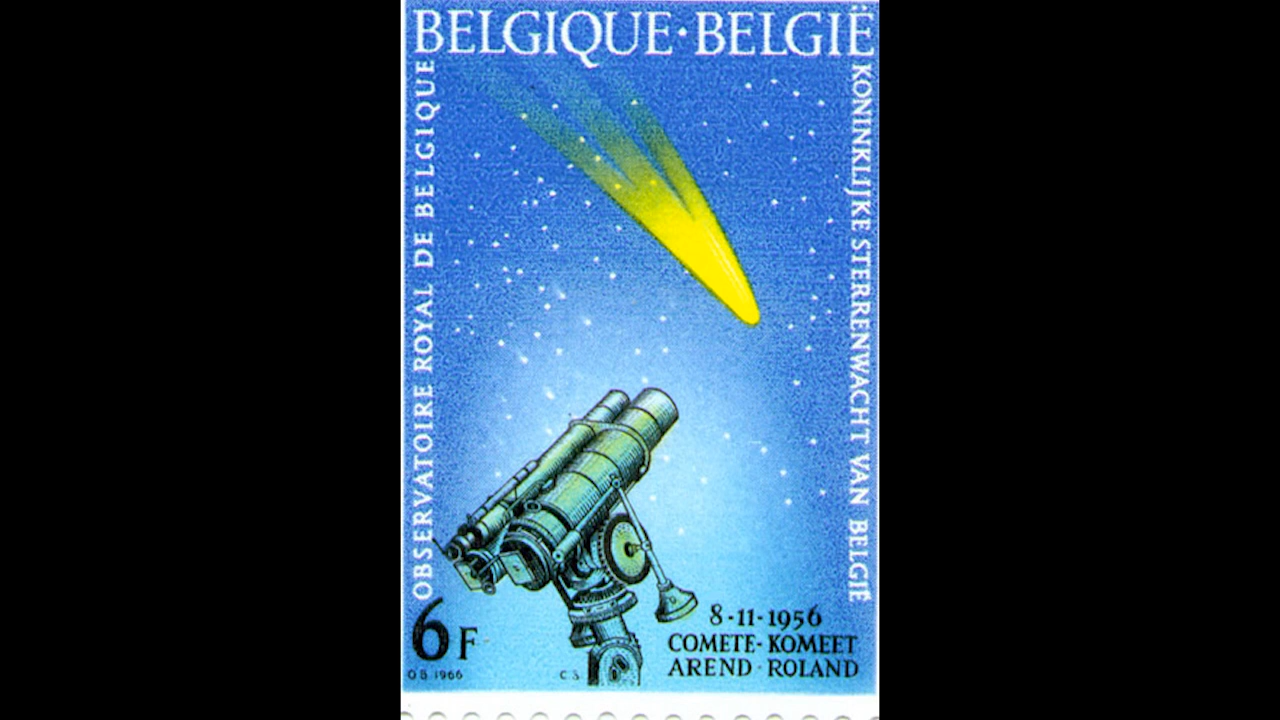 BELGIQUE·BELGIË
OBSERVATOIRE ROYAL DE BELGIQUE
KONINKLIJKE STERRENWACHT VAN BELGIË
6F
8-11-1956
COMETE-KOMEET
AREND-ROLAND
O B 1966
C S